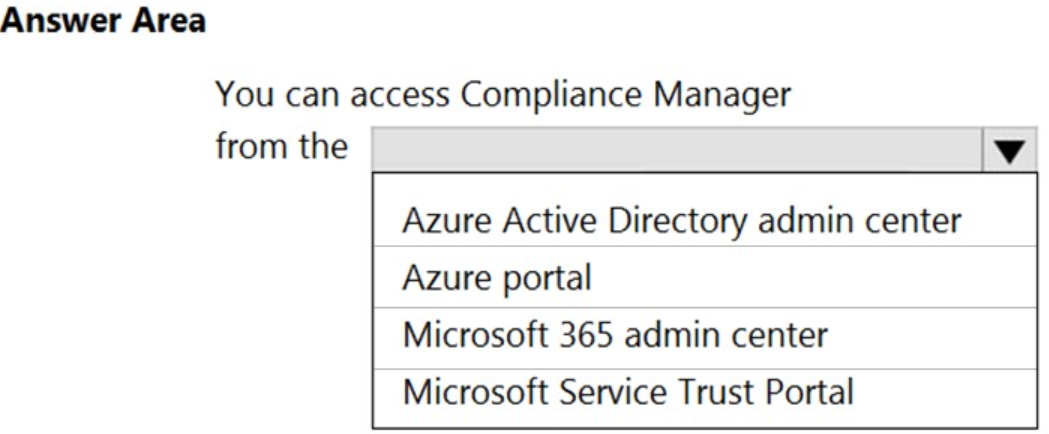 Answer Area
You can access Compliance Manager
from the
Azure Active Directory admin center
Azure portal
Microsoft 365 admin center
Microsoft Service Trust Portal